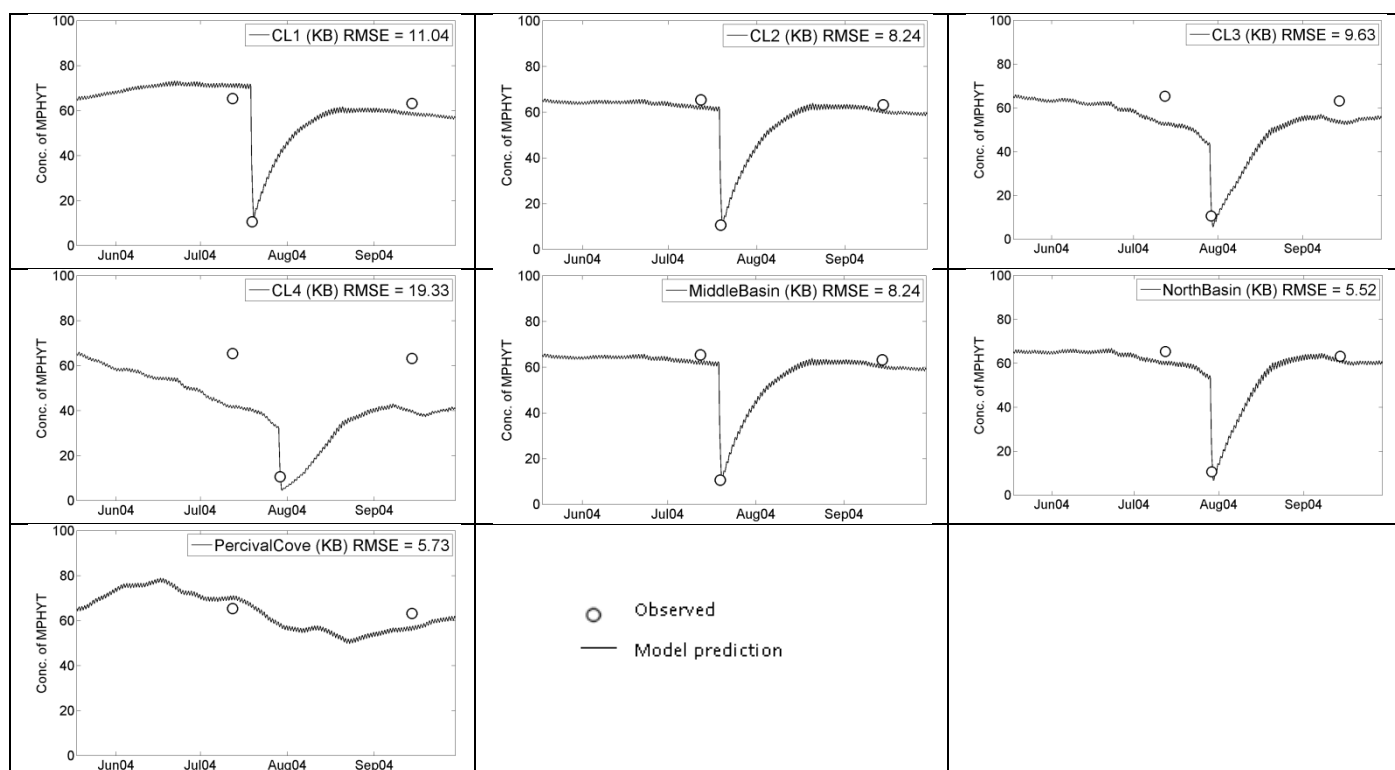 CL1 (KB) RMSE = 11.04
Conc. of MPHYT
100
80
60
40
20
0
Jun04 Jul04 Aug04 Sep04
CL2 (KB) RMSE = 8.24
Conc. of MPHYT
100
80
60
40
20
0
Jun04 Jul04 Aug04 Sep04
CL3 (KB) RMSE = 9.63
Conc. of MPHYT
100
80
60
40
20
0
Jun04 Jul04 Aug04 Sep04
CL4 (KB) RMSE = 19.33
Conc. of MPHYT
100
80
60
40
20
0
Jun04 Jul04 Aug04 Sep04
MiddleBasin (KB) RMSE = 8.24
Conc. of MPHYT
100
80
60
40
20
0
Jun04 Jul04 Aug04 Sep04
NorthBasin (KB) RMSE = 5.52
Conc. of MPHYT
100
80
60
40
20
0
Jun04 Jul04 Aug04 Sep04
PercivalCove (KB) RMSE = 5.73
Conc. of MPHYT
100
80
60
40
20
0
Jun04 Jul04 Aug04 Sep04
Observed
Model prediction